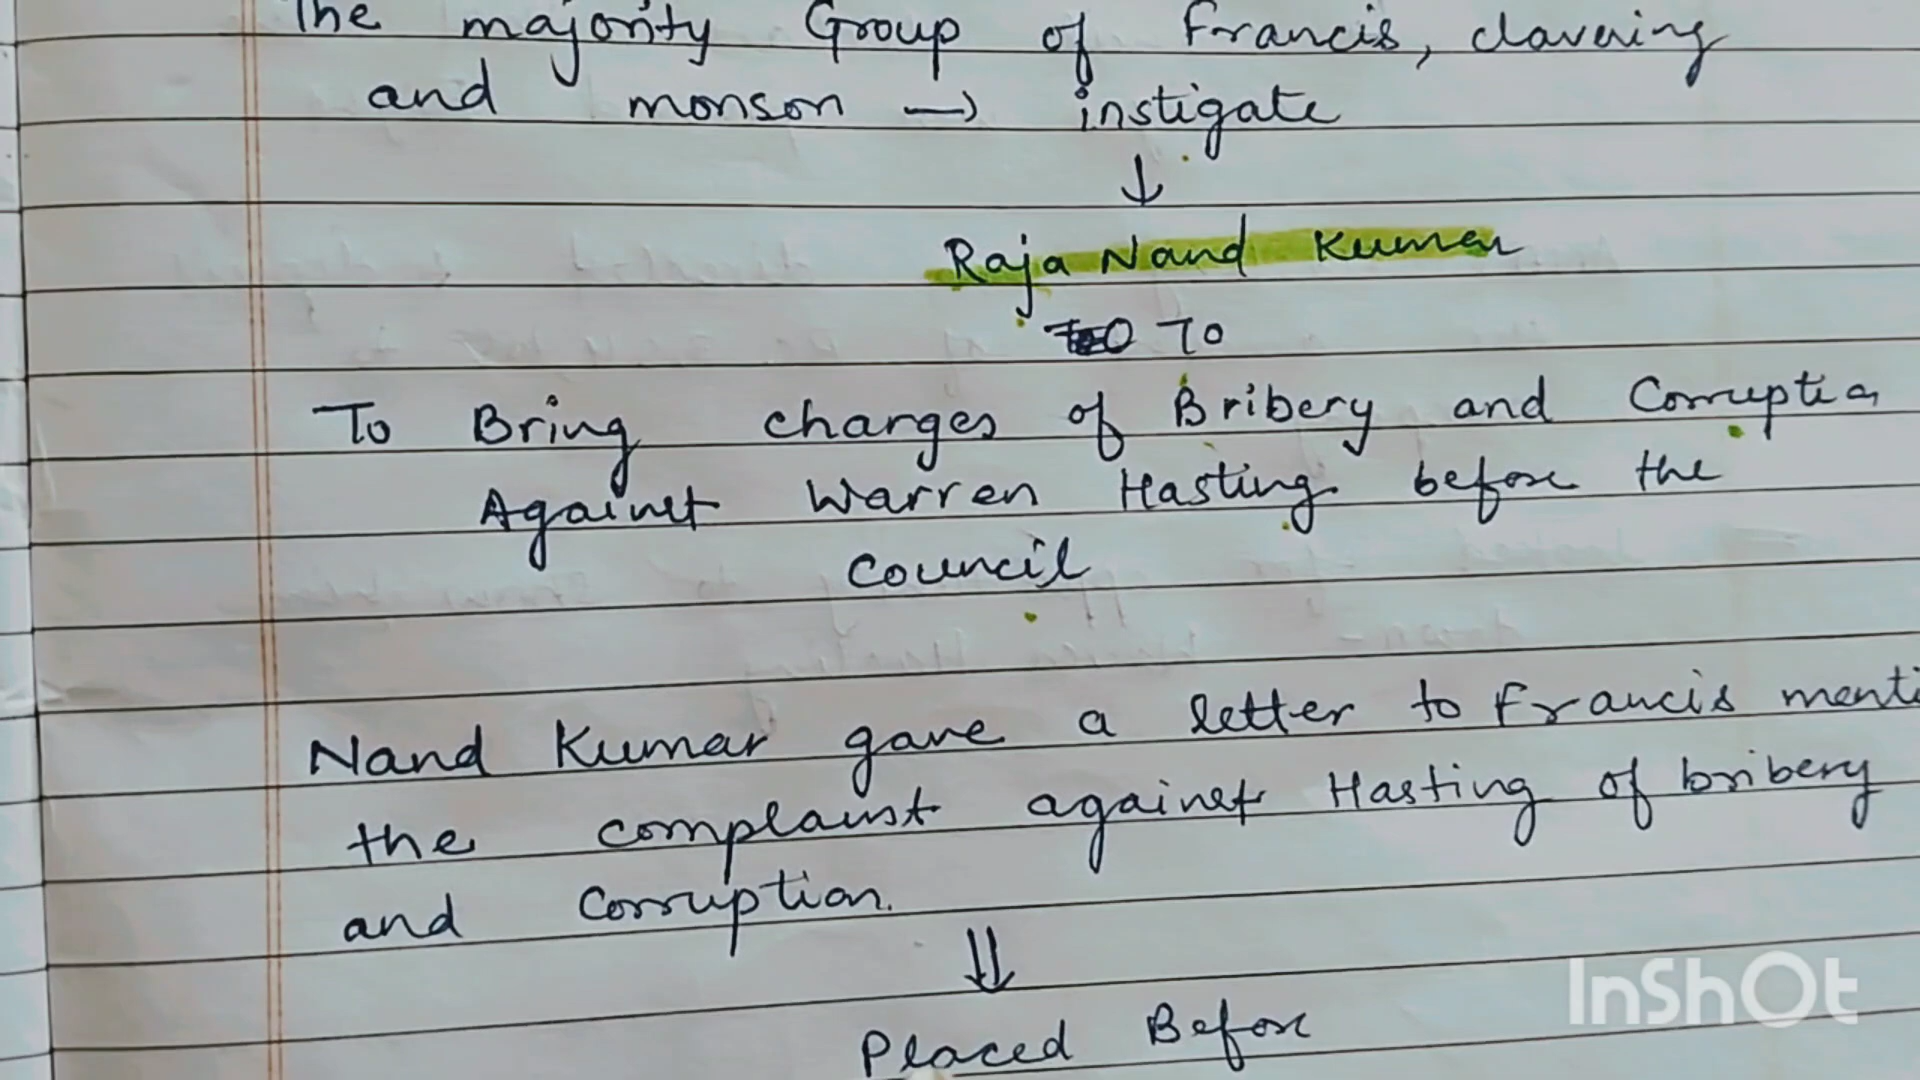 The majority Group of Francis, clavering
and monson → instigate
↓
Raja Nand Kumar
To
To Bring charges of Bribery and Corruptio
Against Warren Hasting before the
Council
Nand Kumar gave a letter to Francis menti
the complaint against Hasting of bribery
and Corruption.
⇓
Placed Before
InShOt